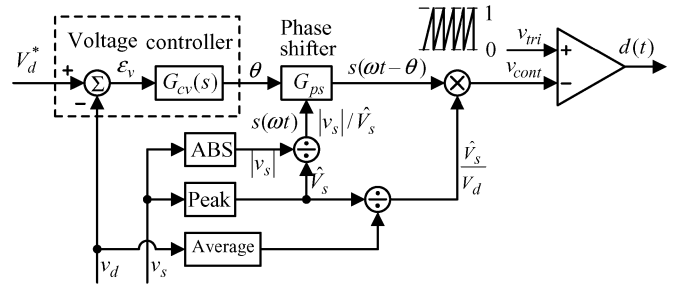 Voltage controller
Phase shifter
1
0
V_d^*
+
−
Σ
ε_v
G_cv(s)
θ
G_ps
s(ωt−θ)
×
v_tri
v_cont
+
−
d(t)
s(ωt)
|v_s|/V̂_s
ABS
|v_s|
÷
V̂_s
Peak
÷
V̂_s
V_d
Average
v_d
v_s